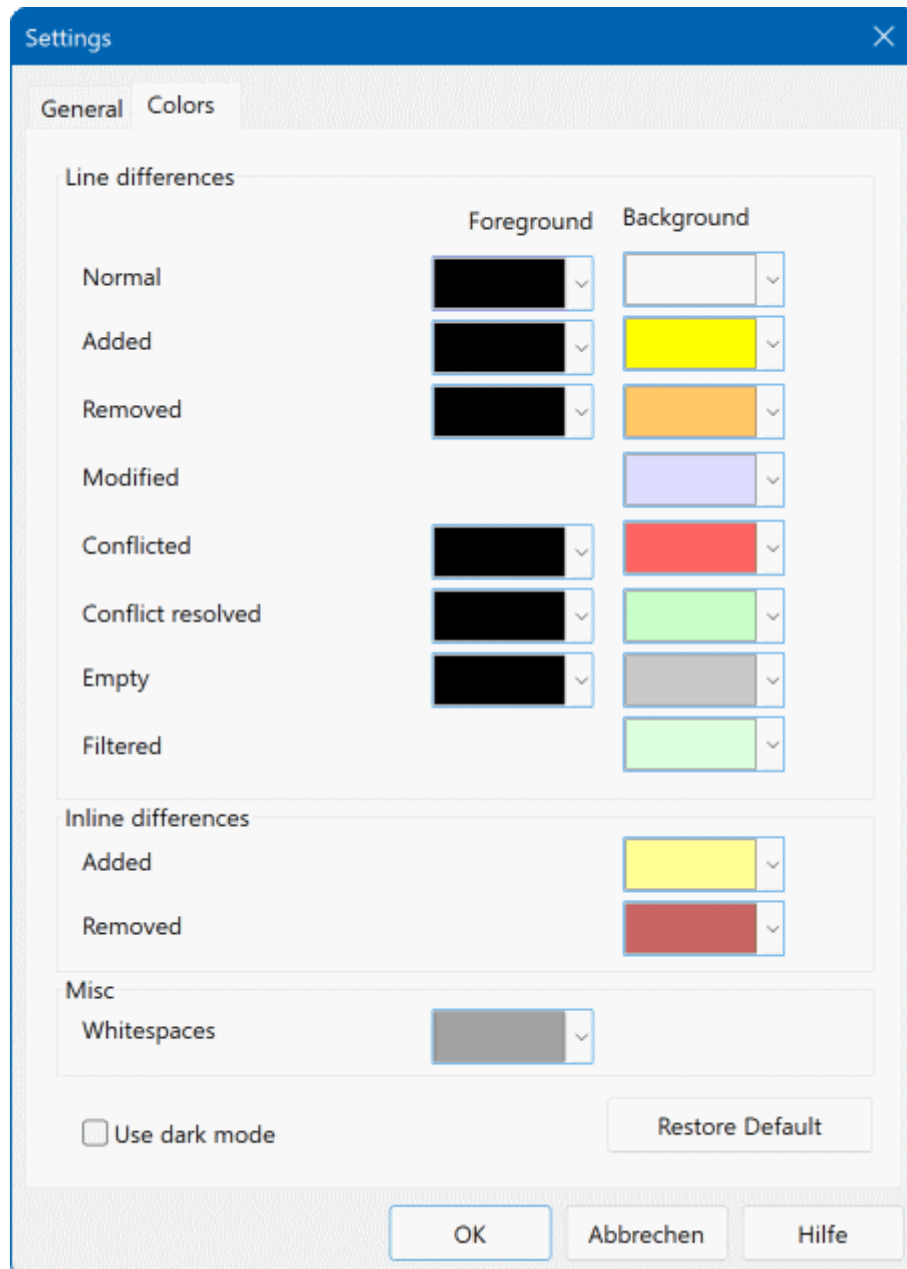 Settings
General Colors
Line differences
Foreground Background
Normal
Added
Removed
Modified
Conflicted
Conflict resolved
Empty
Filtered
Inline differences
Added
Removed
Misc
Whitespaces
Use dark mode Restore Default
OK Abbrechen Hilfe